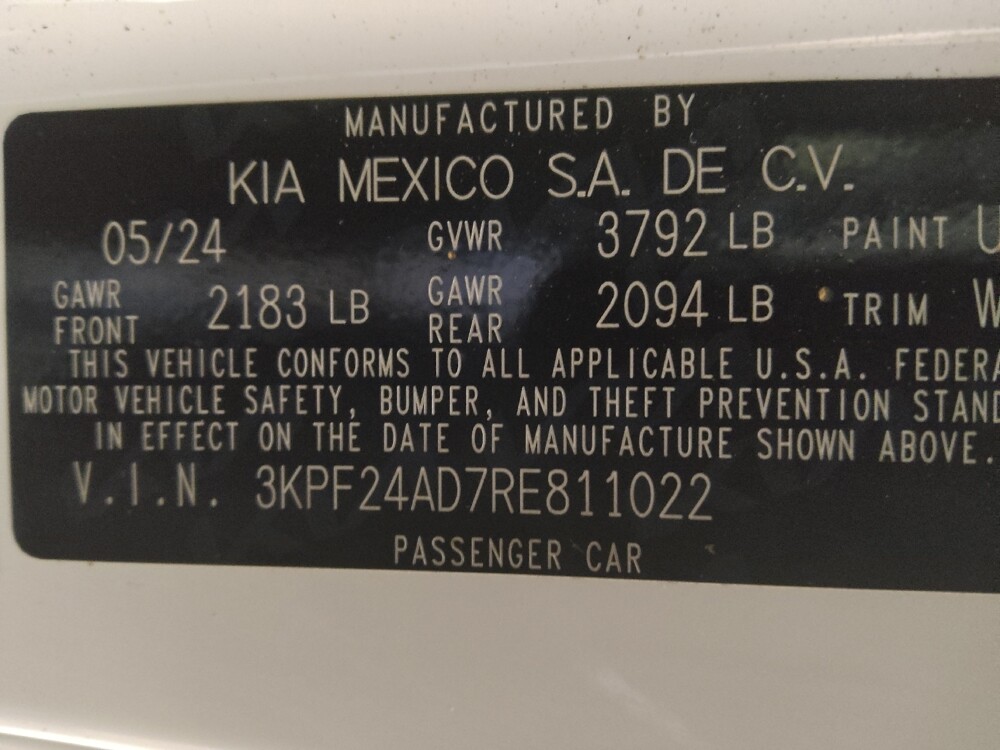 MANUFACTURED BY
KIA MEXICO S.A. DE C.V.
05/24 GVWR 3792 LB PAINT
GAWR FRONT 2183 LB GAWR REAR 2094 LB TRIM
THIS VEHICLE CONFORMS TO ALL APPLICABLE U.S.A.
MOTOR VEHICLE SAFETY, BUMPER, AND THEFT PREVENTION
IN EFFECT ON THE DATE OF MANUFACTURE SHOWN ABOVE.
V.I.N. 3KPF24AD7RE811022
PASSENGER CAR